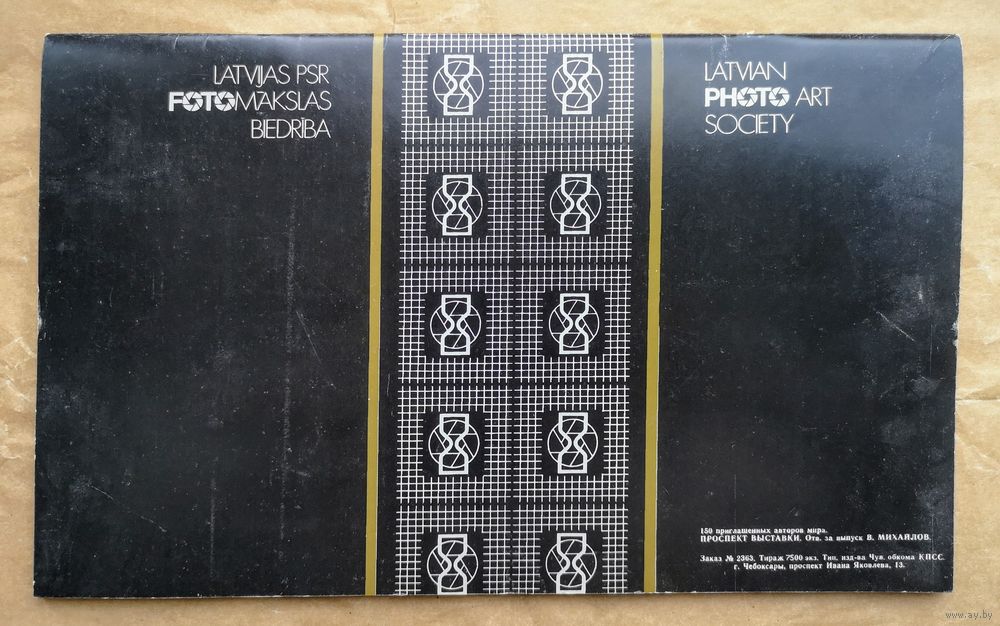 LATVIJAS PSR
FOTOMĀKSLAS
BIEDRĪBA
LATVIAN
PHOTO ART
SOCIETY
150 приглашенных авторов мира.
ПРОСПЕКТ ВЫСТАВКИ. Отв. за выпуск В. МИХАЙЛОВ.
Заказ № 2363. Тираж 7500 экз. Тип. изд-ва Чув. обкома КПСС.
г. Чебоксары, проспект Ивана Яковлева, 13.
www.ay.by